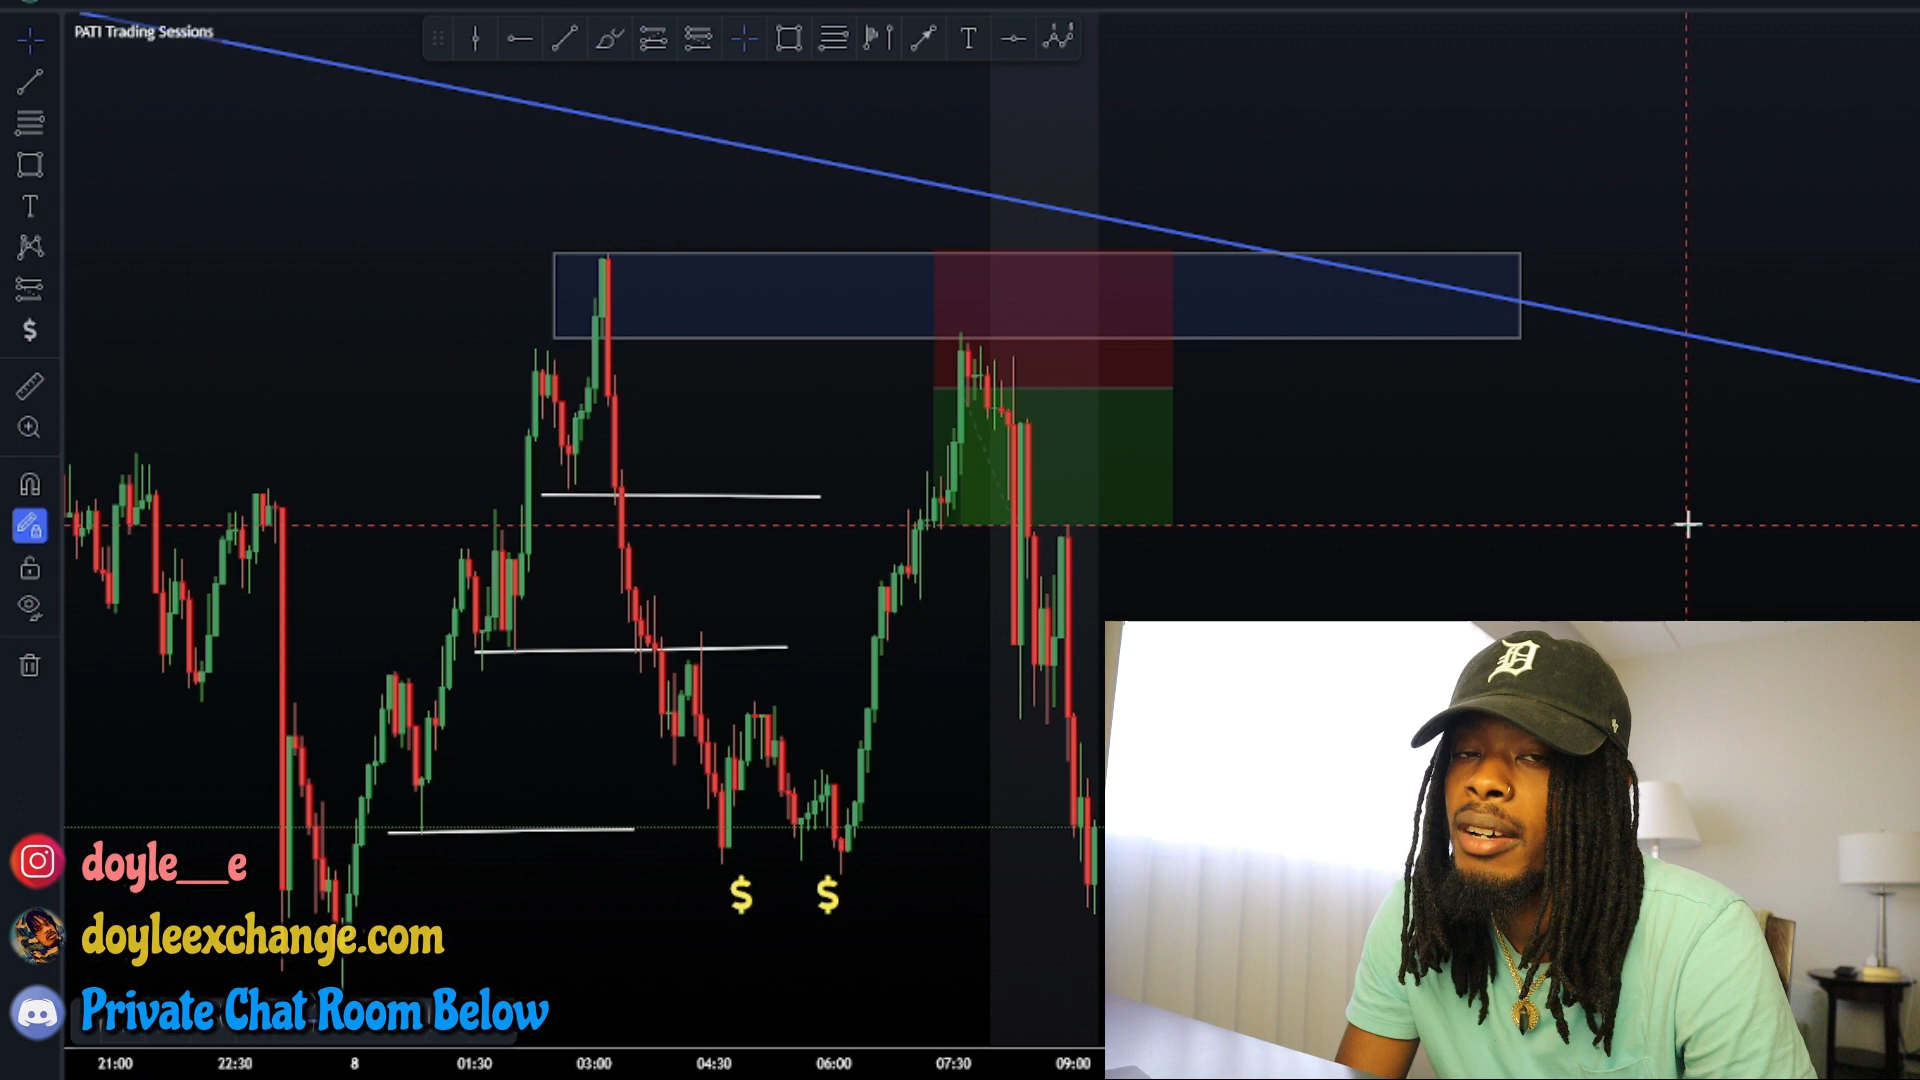 PATI Trading Sessions
T
T
$
D
$ $
doyle___e
doyleexchange.com
Private Chat Room Below
21:00 22:30 8 01:30 03:00 04:30 06:00 07:30 09:00